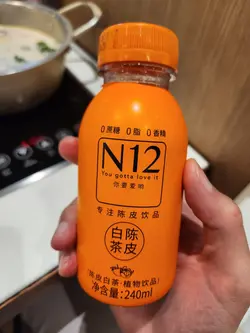 0蔗糖 0脂 0香精
N12
You gotta love it
你要爱哟
专注陈皮饮品
白陈
茶皮
(陈皮白茶·植物饮品)
净含量:240ml